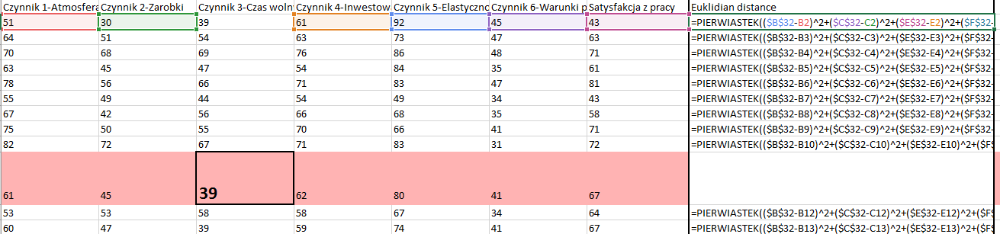 Czynnik 1-Atmosfera Czynnik 2-Zarobki Czynnik 3-Czas woln Czynnik 4-Inwestow Czynnik 5-Elastyczno Czynnik 6-Warunki p Satysfakcja z pracy Euklidian distance
51 30 39 61 92 45 43 =PIERWIASTEK(($B$32-B2)^2+($C$32-C2)^2+($E$32-E2)^2+($F$32-
64 51 54 63 73 47 63 =PIERWIASTEK(($B$32-B3)^2+($C$32-C3)^2+($E$32-E3)^2+($F$32-
70 68 69 76 86 48 71 =PIERWIASTEK(($B$32-B4)^2+($C$32-C4)^2+($E$32-E4)^2+($F$32-
63 45 47 54 84 35 61 =PIERWIASTEK(($B$32-B5)^2+($C$32-C5)^2+($E$32-E5)^2+($F$32-
78 56 66 71 83 47 81 =PIERWIASTEK(($B$32-B6)^2+($C$32-C6)^2+($E$32-E6)^2+($F$32-
55 49 44 54 49 34 43 =PIERWIASTEK(($B$32-B7)^2+($C$32-C7)^2+($E$32-E7)^2+($F$32-
67 42 56 66 68 35 58 =PIERWIASTEK(($B$32-B8)^2+($C$32-C8)^2+($E$32-E8)^2+($F$32-
75 50 55 70 66 41 71 =PIERWIASTEK(($B$32-B9)^2+($C$32-C9)^2+($E$32-E9)^2+($F$32-
82 72 67 71 83 31 72 =PIERWIASTEK(($B$32-B10)^2+($C$32-C10)^2+($E$32-E10)^2+($F$
61 45 39 62 80 41 67
53 53 58 58 67 34 64 =PIERWIASTEK(($B$32-B12)^2+($C$32-C12)^2+($E$32-E12)^2+($F$
60 47 39 59 74 41 67 =PIERWIASTEK(($B$32-B13)^2+($C$32-C13)^2+($E$32-E13)^2+($F$